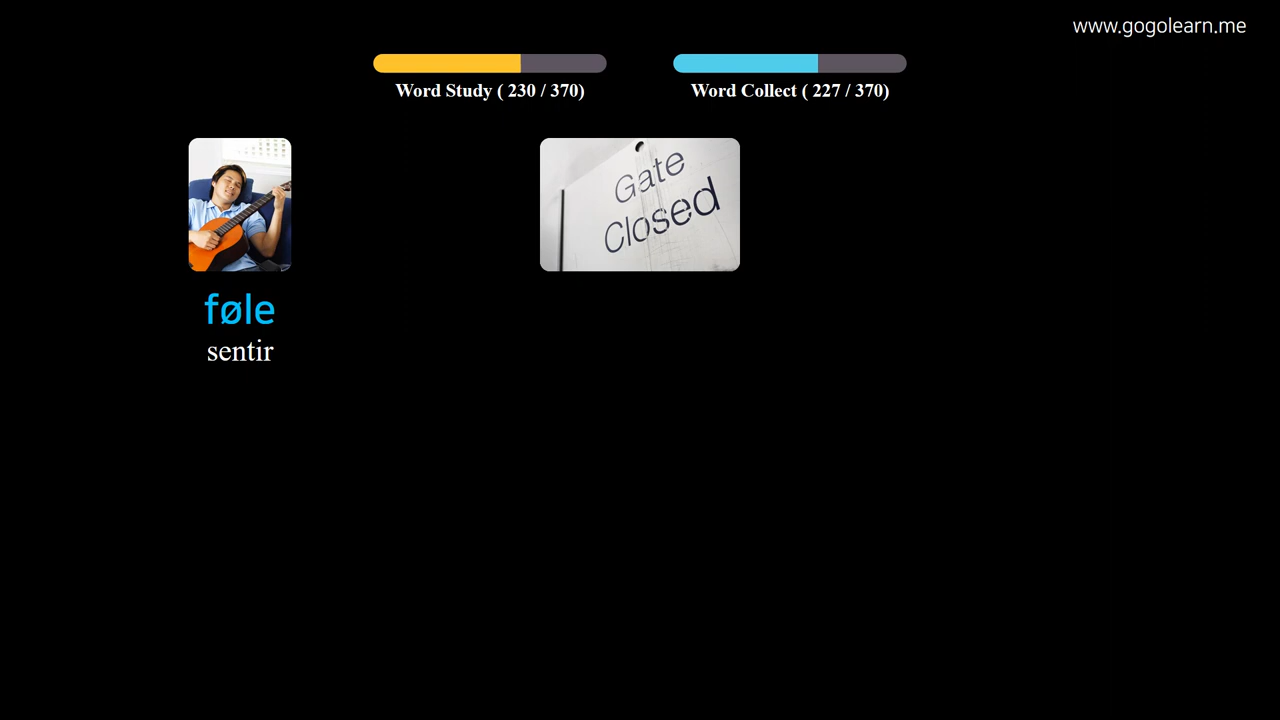 www.gogolearn.me
Word Study ( 230 / 370)
Word Collect ( 227 / 370)
Gate
Closed
føle
sentir